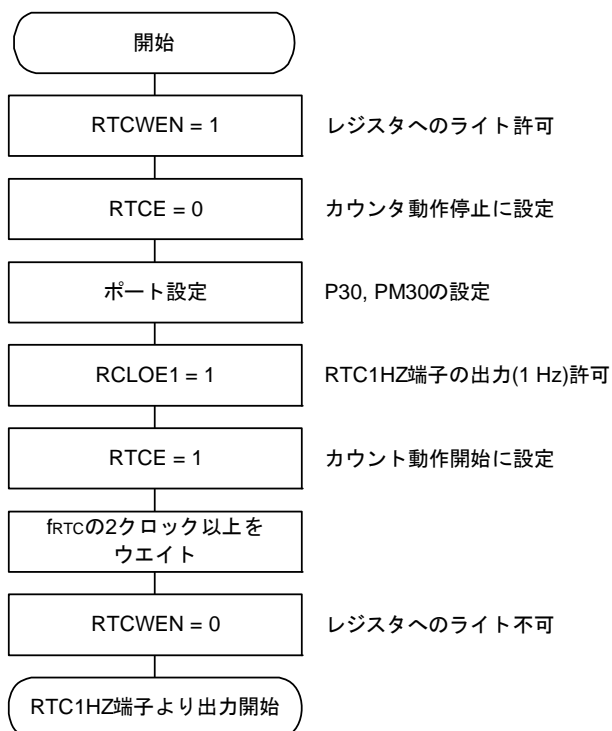 開始
RTCWEN = 1
レジスタへのライト許可
RTCE = 0
カウンタ動作停止に設定
ポート設定
P30, PM30の設定
RCLOE1 = 1
RTC1HZ端子の出力(1 Hz)許可
RTCE = 1
カウント動作開始に設定
fRTCの2クロック以上を
ウエイト
RTCWEN = 0
レジスタへのライト不可
RTC1HZ端子より出力開始